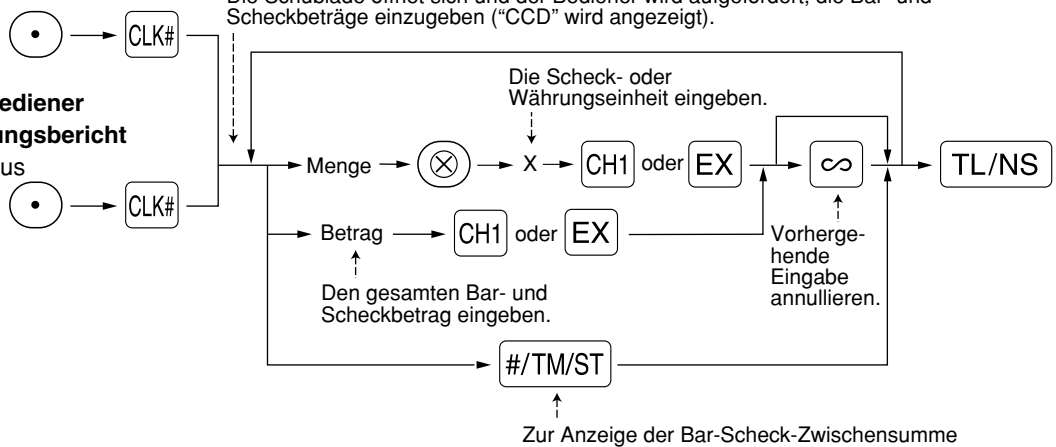 Scheckbeträge einzugeben (“CCD” wird angezeigt).
• CLK#
Die Scheck- oder
Währungseinheit eingeben.
ediener
ungsbericht
us
• CLK#
Menge ⊗ X CH1 oder EX ∽ TL/NS
Betrag CH1 oder EX
Vorherge-
hende
Eingabe
annullieren.
Den gesamten Bar- und
Scheckbetrag eingeben.
#/TM/ST
Zur Anzeige der Bar-Scheck-Zwischensumme